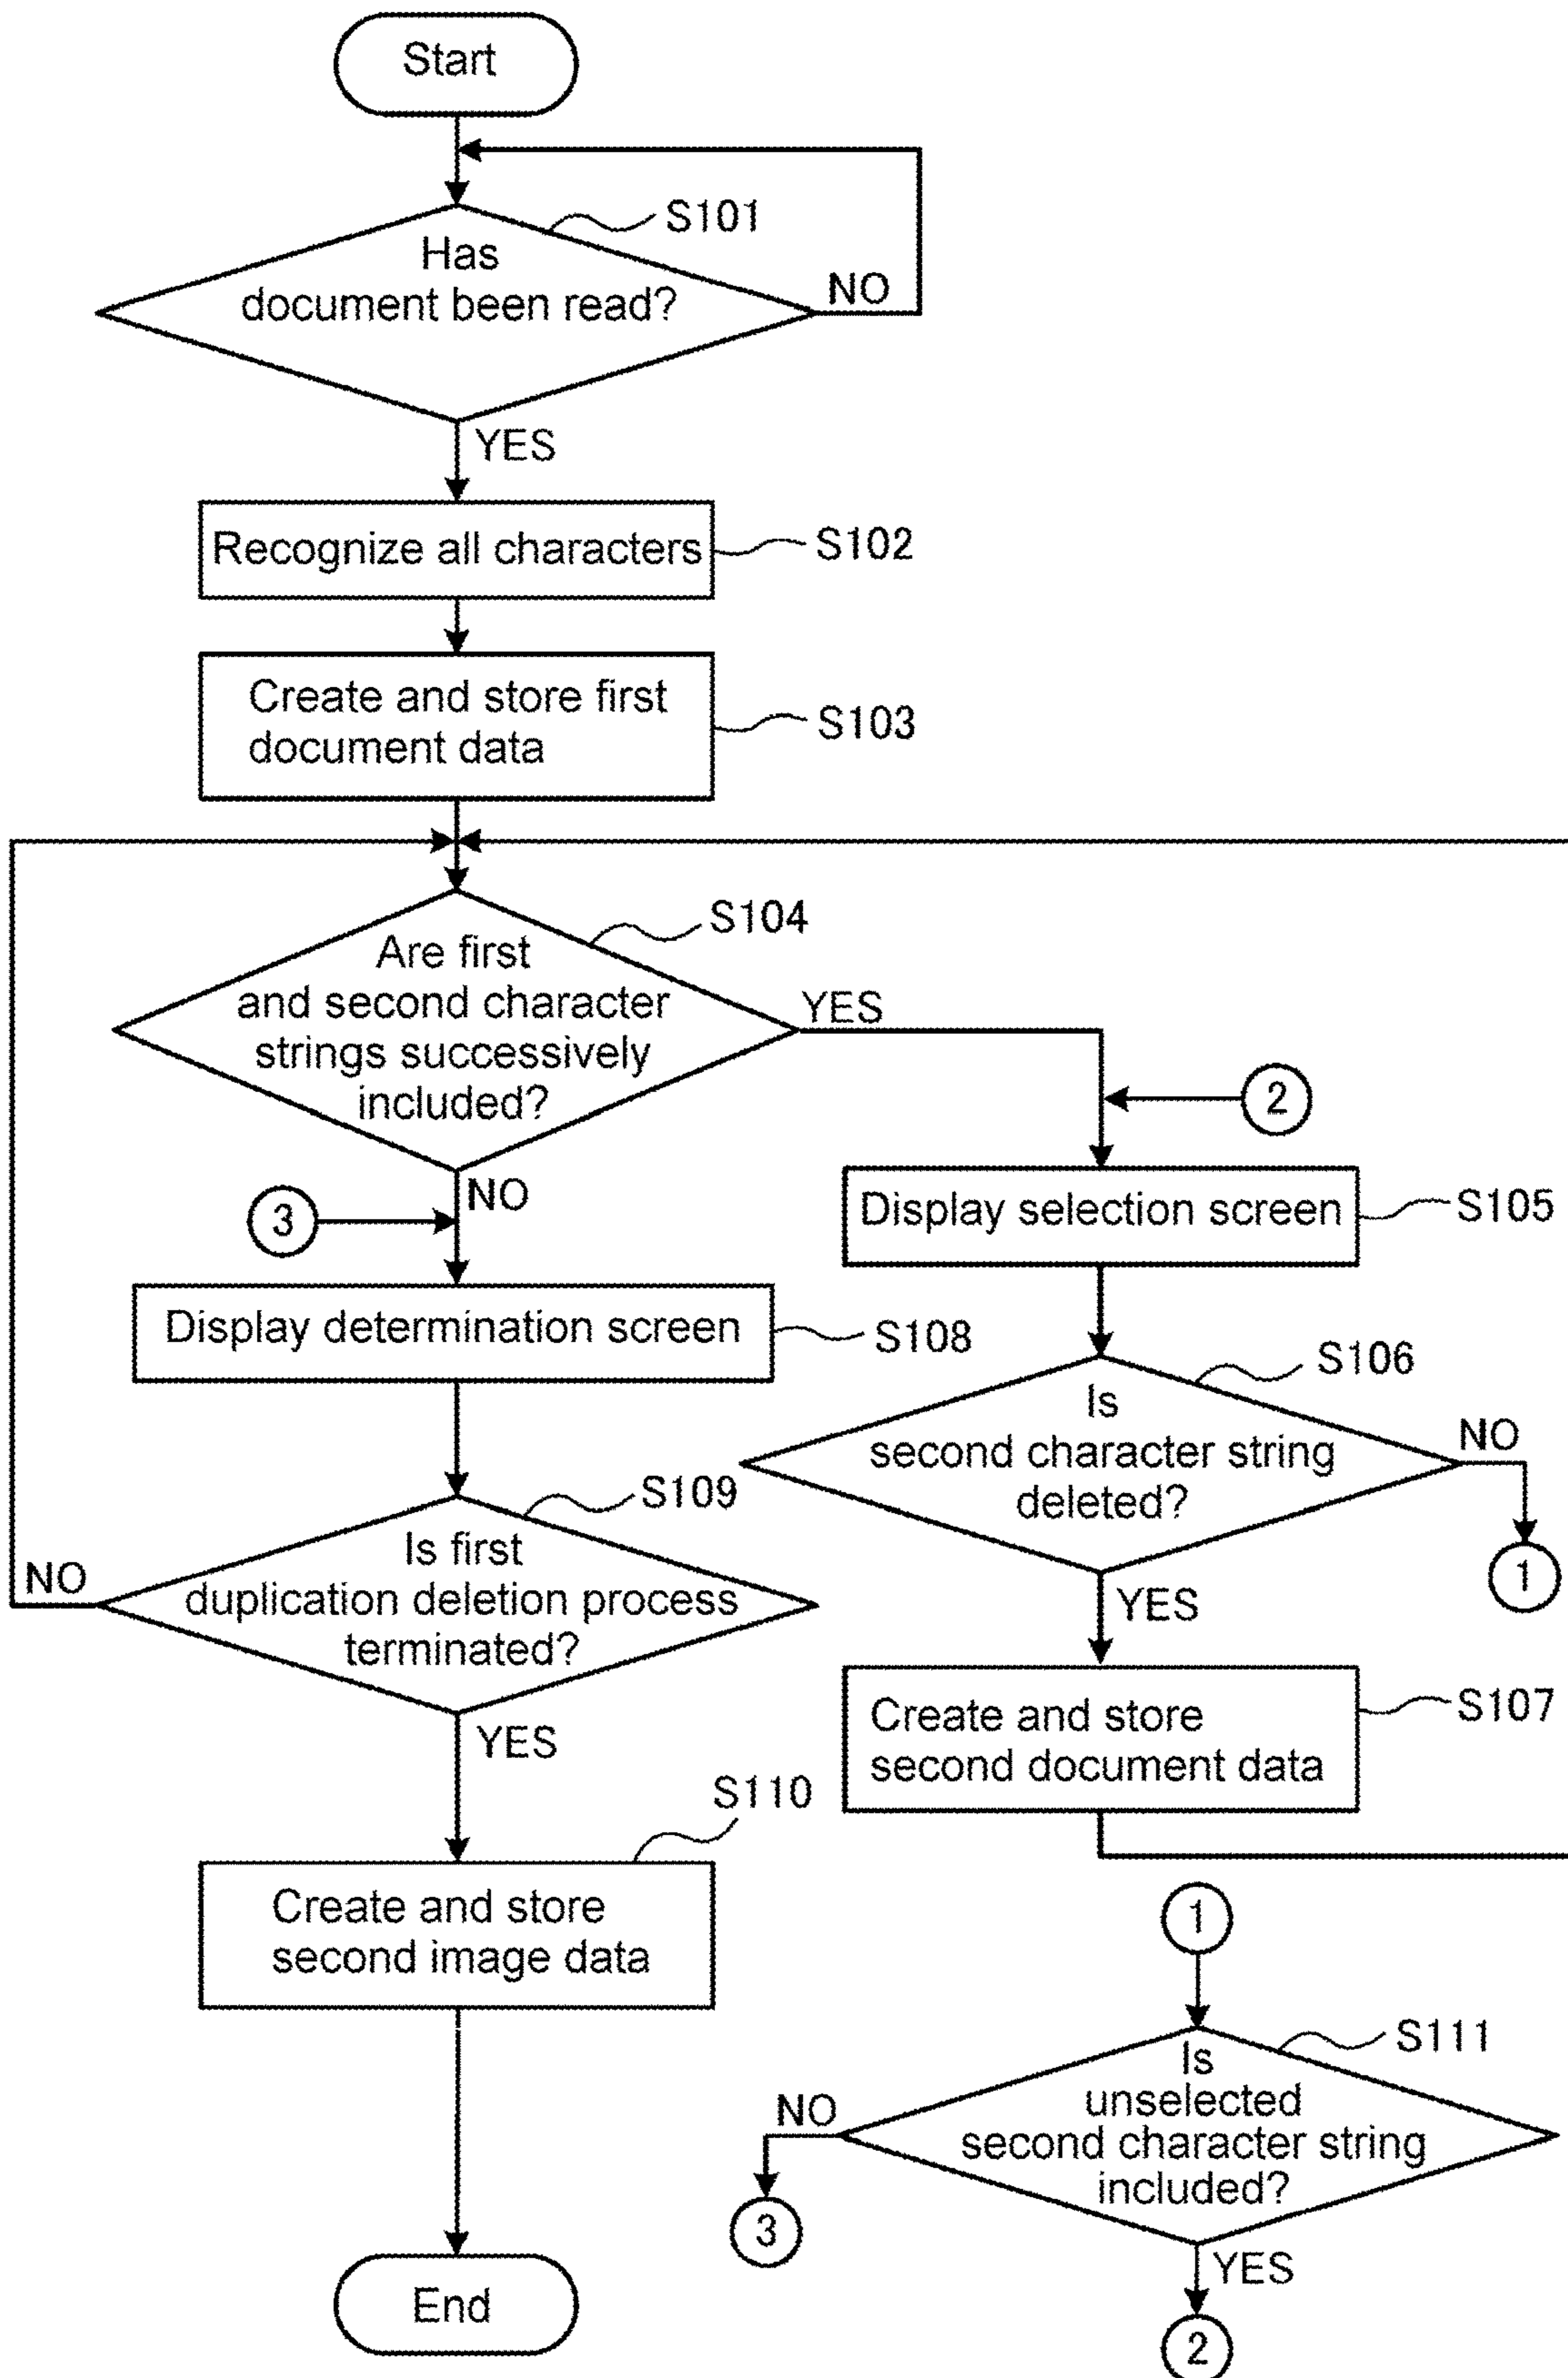 Start
S101
Has
document been read?
NO
YES
Recognize all characters
S102
Create and store first
document data
S103
S104
Are first
and second character
strings successively
included?
YES
2
NO
3
Display selection screen
S105
Display determination screen
S108
S106
Is
second character string
deleted?
NO
1
YES
S109
Is first
duplication deletion process
terminated?
NO
YES
Create and store
second document data
S107
S110
Create and store
second image data
1
S111
Is
unselected
second character string
included?
NO
3
YES
2
End